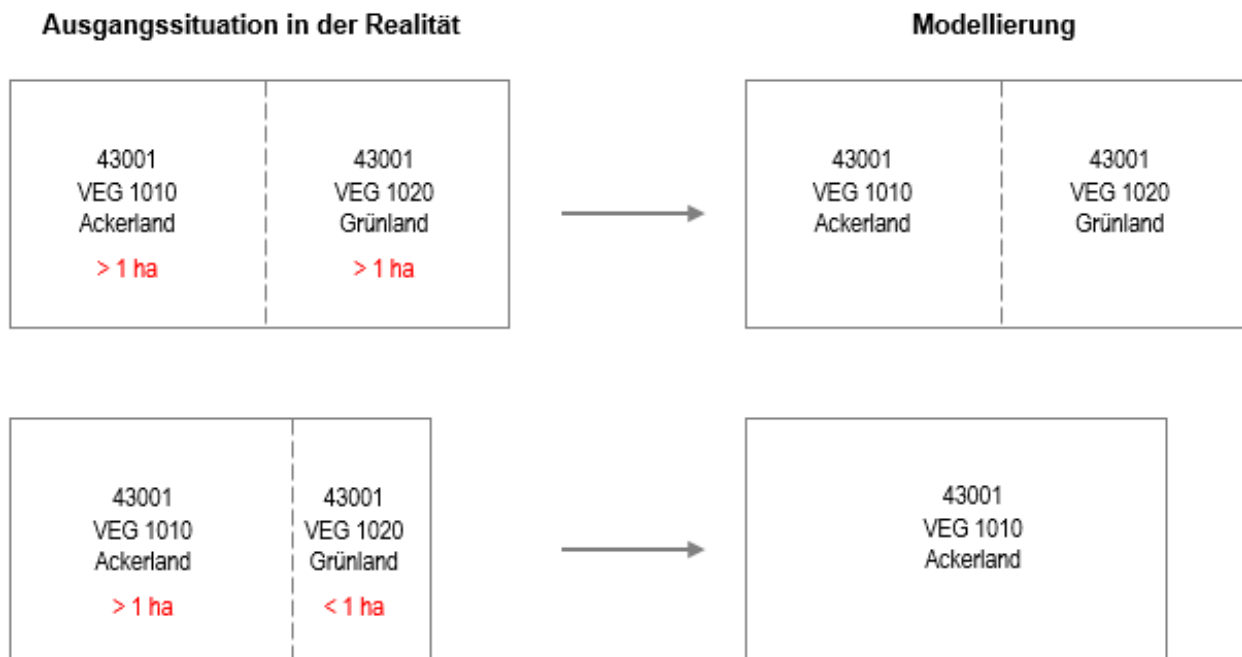 Ausgangssituation in der Realität
Modellierung
43001
VEG 1010
Ackerland
> 1 ha
43001
VEG 1020
Grünland
> 1 ha
43001
VEG 1010
Ackerland
43001
VEG 1020
Grünland
43001
VEG 1010
Ackerland
> 1 ha
43001
VEG 1020
Grünland
< 1 ha
43001
VEG 1010
Ackerland